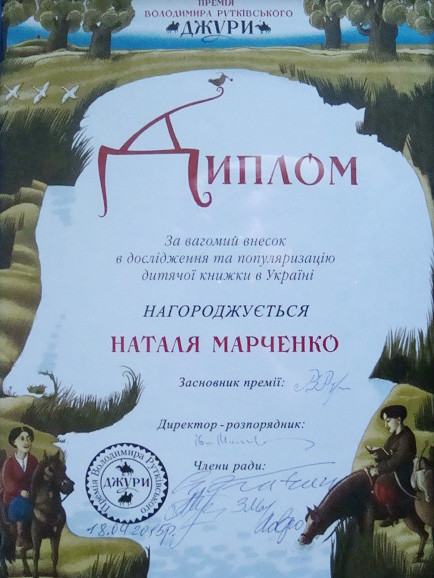 ПРЕМІЯ
ВОЛОДИМИРА РУТКІВСЬКОГО
ДЖУРИ
ДИПЛОМ
За вагомий внесок
в дослідження та популяризацію
дитячої книжки в Україні
НАГОРОДЖУЄТЬСЯ
НАТАЛЯ МАРЧЕНКО
Засновник премії:
Директор-розпорядник:
Члени ради:
Премія Володимира Рутківського
ДЖУРИ
18.04.2015р.